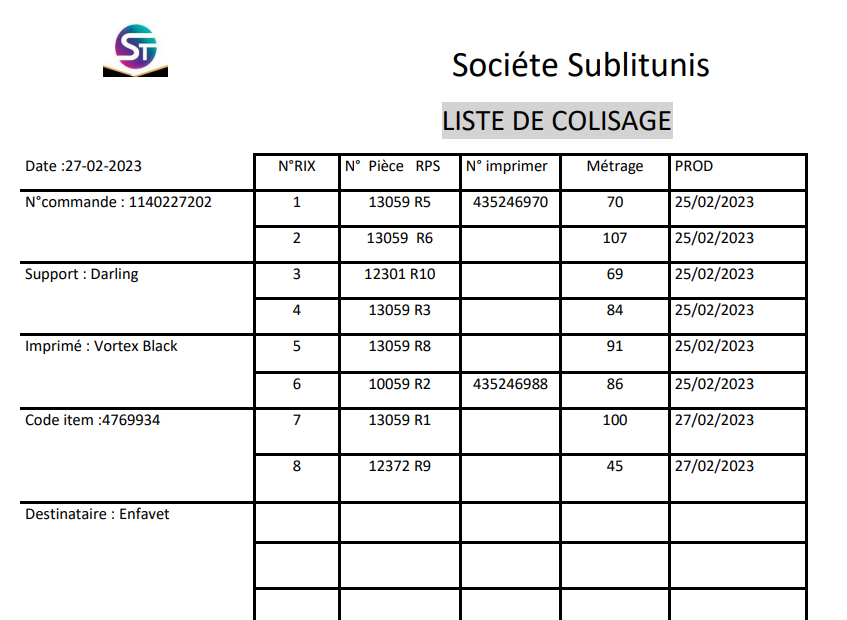 ST
Sociéte Sublitunis
LISTE DE COLISAGE
Date :27-02-2023 N°RIX N° Pièce RPS N° imprimer Métrage PROD
N°commande : 1140227202 1 13059 R5 435246970 70 25/02/2023
2 13059 R6 107 25/02/2023
Support : Darling 3 12301 R10 69 25/02/2023
4 13059 R3 84 25/02/2023
Imprimé : Vortex Black 5 13059 R8 91 25/02/2023
6 10059 R2 435246988 86 25/02/2023
Code item :4769934 7 13059 R1 100 27/02/2023
8 12372 R9 45 27/02/2023
Destinataire : Enfavet